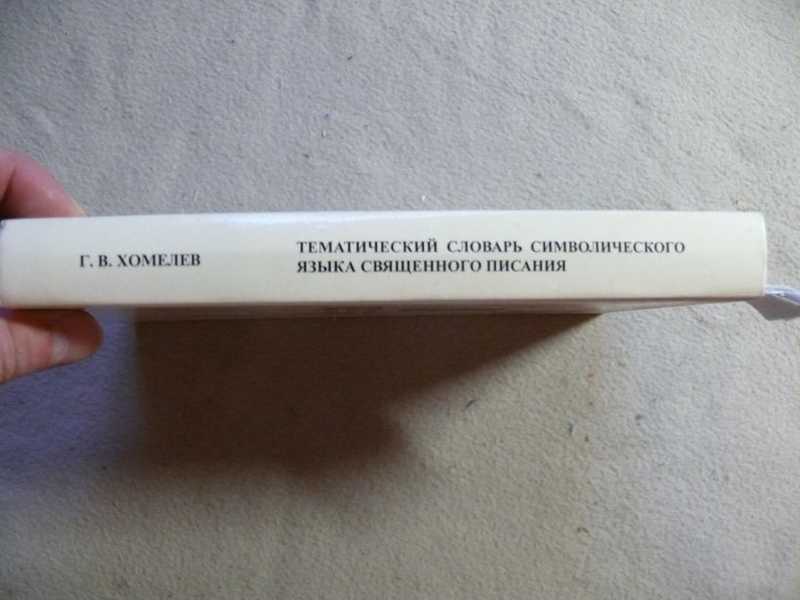 Г. В. ХОМЕЛЕВ
ТЕМАТИЧЕСКИЙ СЛОВАРЬ СИМВОЛИЧЕСКОГО
ЯЗЫКА СВЯЩЕННОГО ПИСАНИЯ